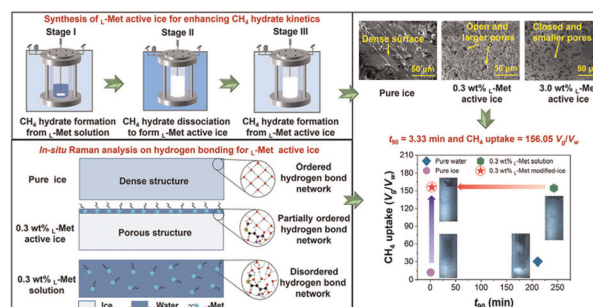 Synthesis of L-Met active ice for enhancing CH4 hydrate kinetics
Stage I
Stage II
Stage III
CH4 hydrate formation
from L-Met solution
CH4 hydrate dissociation
to form L-Met active ice
CH4 hydrate formation
from L-Met active ice
In-situ Raman analysis on hydrogen bonding for L-Met active ice
Pure ice
Dense structure
Ordered
hydrogen bond
network
0.3 wt% L-Met
active ice
Porous structure
Partially ordered
hydrogen bond
network
0.3 wt% L-Met
solution
Disordered
hydrogen bond
network
Ice
Water
L-Met
Dense surface
50 μm
Open and
larger pores
50 μm
Closed and
smaller pores
50 μm
Pure ice
0.3 wt% L-Met
active ice
3.0 wt% L-Met
active ice
t90 = 3.33 min and CH4 uptake = 156.05 Vg/Vw
Pure water
0.3 wt% L-Met solution
Pure ice
0.3 wt% L-Met modified-ice
CH4 uptake (Vg/Vw)
210
180
150
120
90
60
30
0
0
50
100
150
200
250
t90 (min)